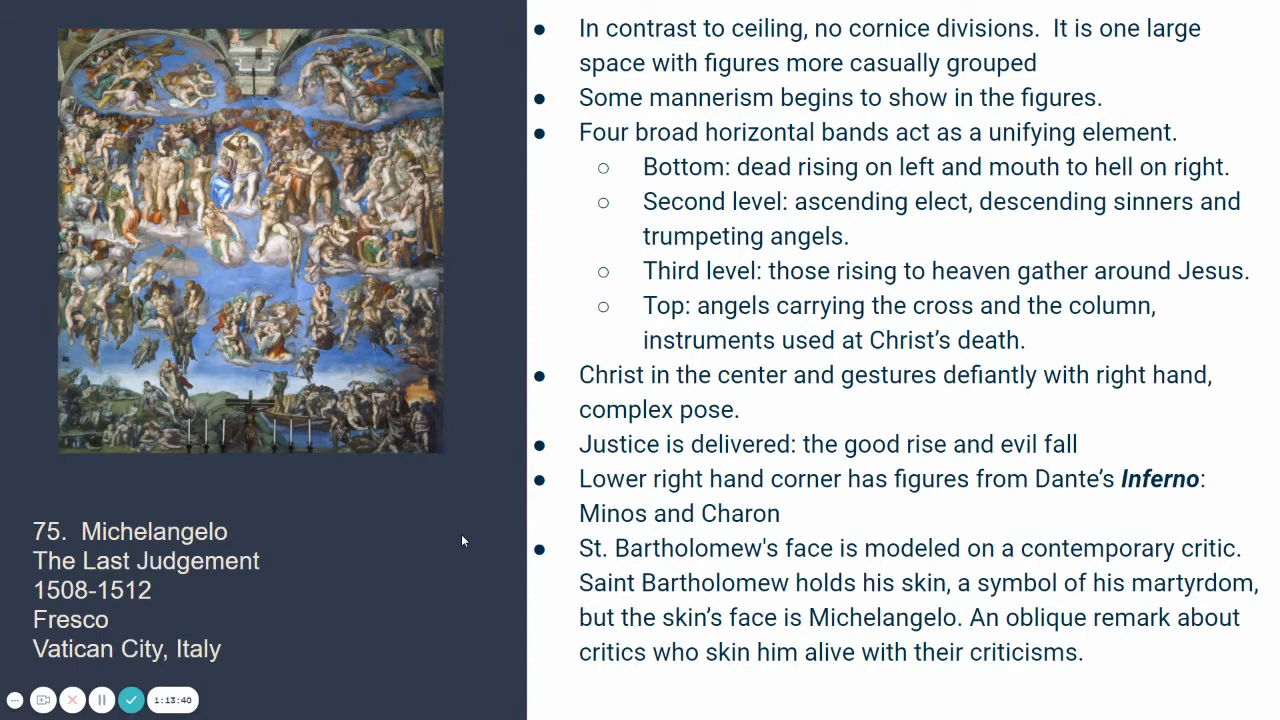 ● In contrast to ceiling, no cornice divisions.  It is one large
space with figures more casually grouped
● Some mannerism begins to show in the figures.
● Four broad horizontal bands act as a unifying element.
○ Bottom: dead rising on left and mouth to hell on right.
○ Second level: ascending elect, descending sinners and
trumpeting angels.
○ Third level: those rising to heaven gather around Jesus.
○ Top: angels carrying the cross and the column,
instruments used at Christ’s death.
● Christ in the center and gestures defiantly with right hand,
complex pose.
● Justice is delivered: the good rise and evil fall
● Lower right hand corner has figures from Dante’s Inferno:
Minos and Charon
● St. Bartholomew's face is modeled on a contemporary critic.
Saint Bartholomew holds his skin, a symbol of his martyrdom,
but the skin’s face is Michelangelo. An oblique remark about
critics who skin him alive with their criticisms.
75.  Michelangelo
The Last Judgement
1508-1512
Fresco
Vatican City, Italy
1:13:40